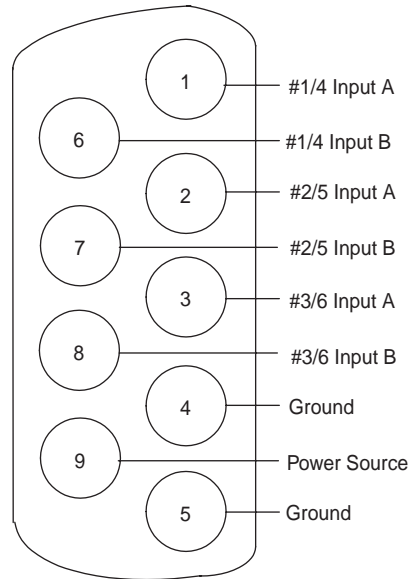 1 #1/4 Input A
6 #1/4 Input B
2 #2/5 Input A
7 #2/5 Input B
3 #3/6 Input A
8 #3/6 Input B
4 Ground
9 Power Source
5 Ground